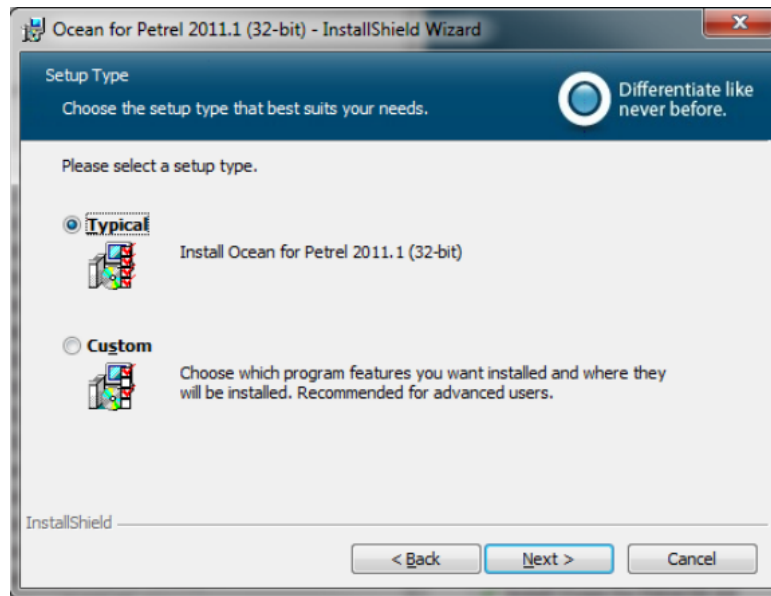 Ocean for Petrel 2011.1 (32-bit) - InstallShield Wizard
Setup Type
Choose the setup type that best suits your needs.
Differentiate like
never before.
Please select a setup type.
Typical
Install Ocean for Petrel 2011.1 (32-bit)
Custom
Choose which program features you want installed and where they
will be installed. Recommended for advanced users.
InstallShield
< Back
Next >
Cancel